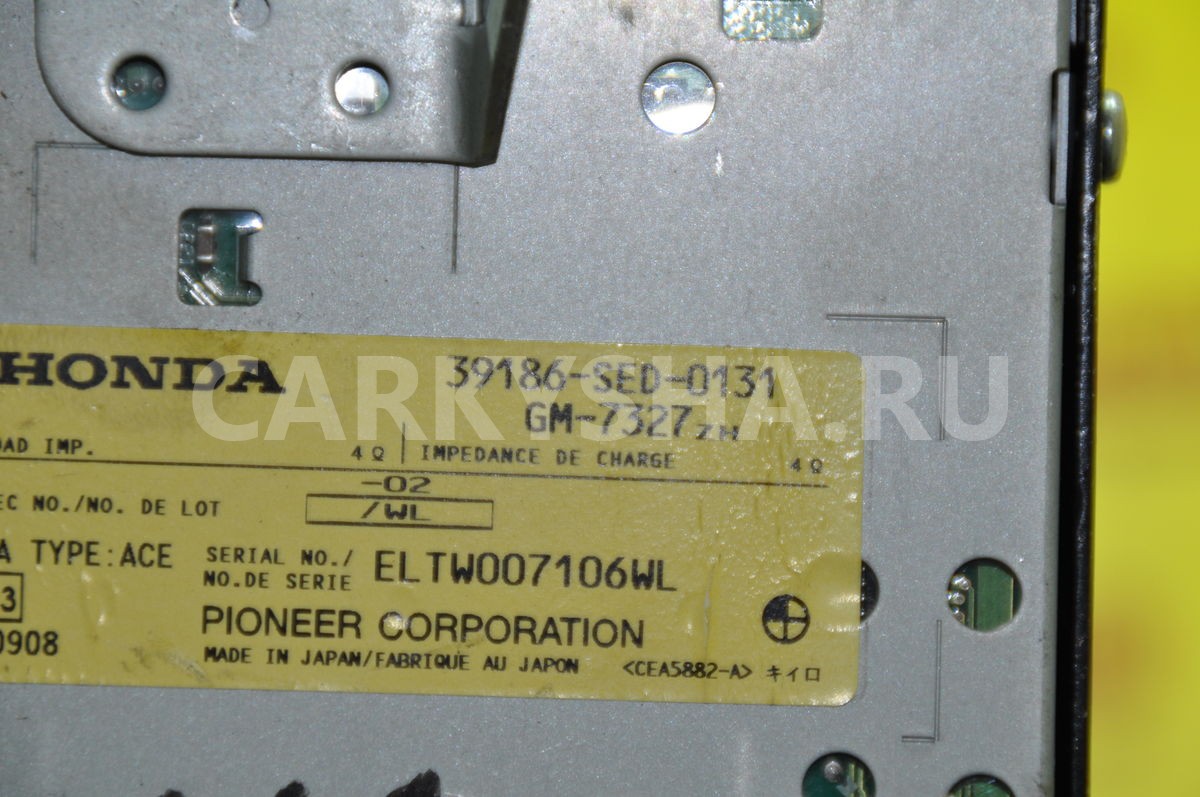 HONDA 39186-SED-0131
GM-7327ZH
CARKYSHA.RU
OAD IMP. 4 Ω IMPEDANCE DE CHARGE 4 Ω
-02
EC NO./NO. DE LOT /WL
A TYPE:ACE SERIAL NO./ ELTW007106WL
NO.DE SERIE
3
PIONEER CORPORATION
0908
MADE IN JAPAN/FABRIQUE AU JAPON <CEA5882-A> キイロ